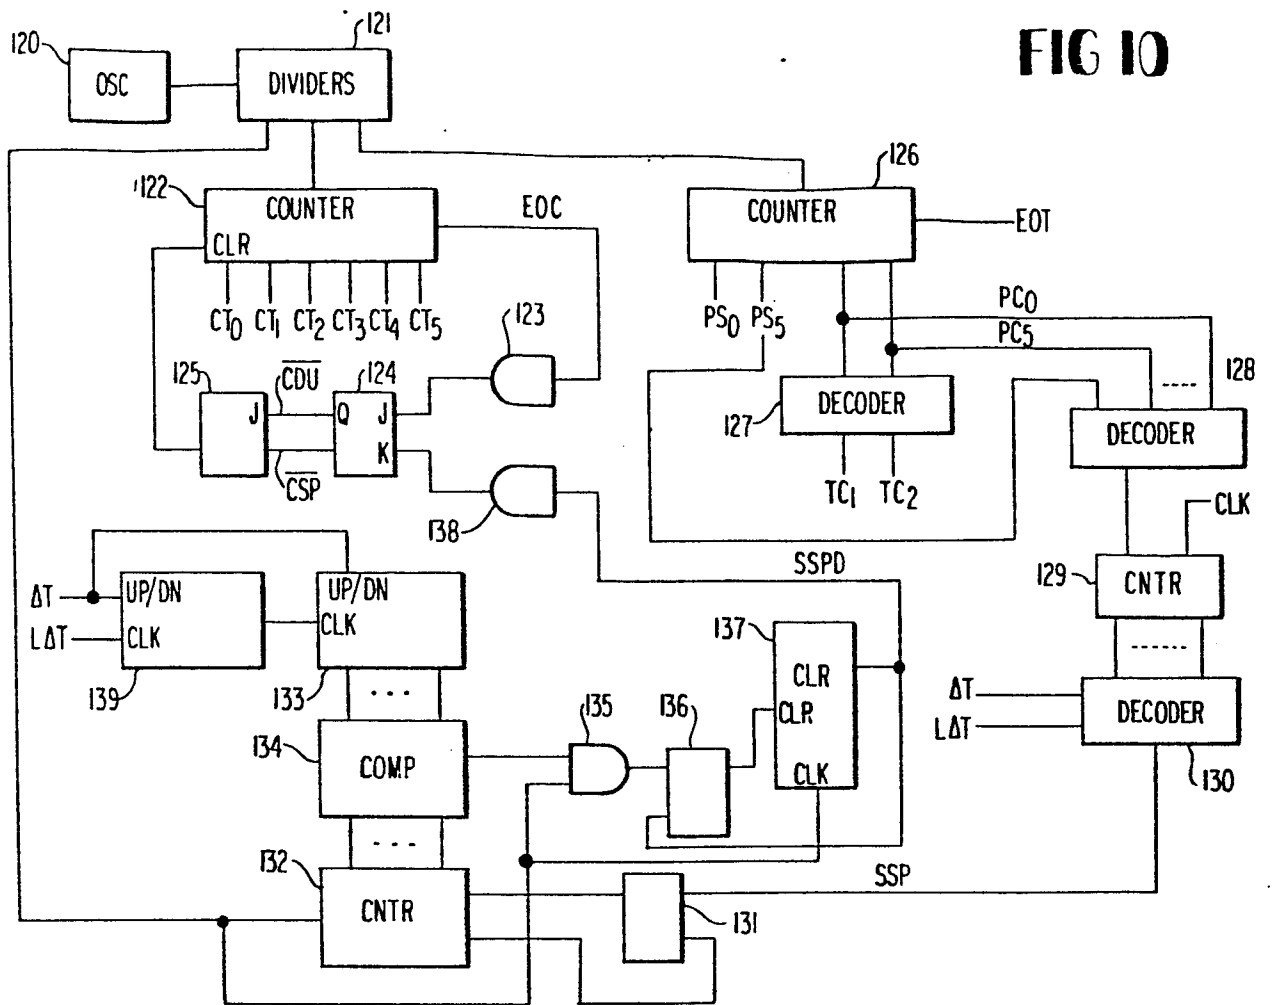 FIG 10
120
OSC
121
DIVIDERS
122
COUNTER
CLR
EOC
CT0 CT1 CT2 CT3 CT4 CT5
126
COUNTER
EOT
PS0 PS5
PC0
PC5
123
125
J
CDU
CSP
124
Q J
K
138
127
DECODER
TC1 TC2
128
DECODER
CLK
129
CNTR
SSPD
ΔT
LΔT
UP/DN
CLK
139
UP/DN
CLK
133
134
COMP
135
136
137
CLR
CLR
CLK
ΔT
LΔT
DECODER
130
132
CNTR
131
SSP